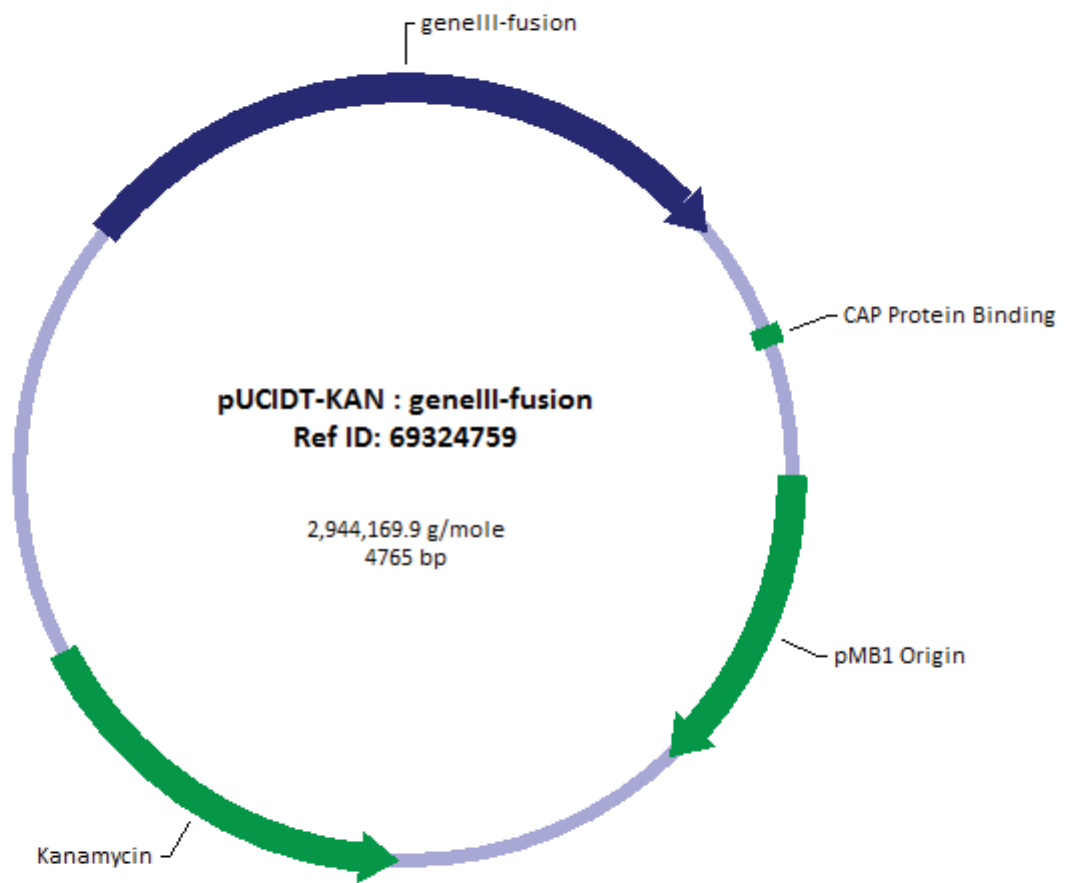 geneIII-fusion
CAP Protein Binding
pUCIDT-KAN : geneIII-fusion
Ref ID: 69324759
2,944,169.9 g/mole
4765 bp
pMB1 Origin
Kanamycin